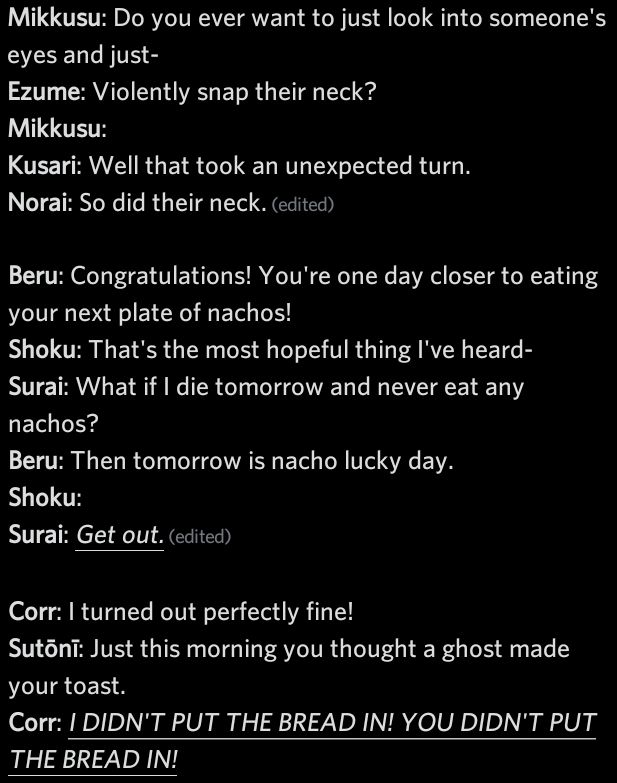 Mikkusu: Do you ever want to just look into someone's
eyes and just-
Ezume: Violently snap their neck?
Mikkusu:
Kusari: Well that took an unexpected turn.
Norai: So did their neck. (edited)
Beru: Congratulations! You're one day closer to eating
your next plate of nachos!
Shoku: That's the most hopeful thing I've heard-
Surai: What if I die tomorrow and never eat any
nachos?
Beru: Then tomorrow is nacho lucky day.
Shoku:
Surai: Get out. (edited)
Corr: I turned out perfectly fine!
Sutōnī: Just this morning you thought a ghost made
your toast.
Corr: I DIDN'T PUT THE BREAD IN! YOU DIDN'T PUT
THE BREAD IN!